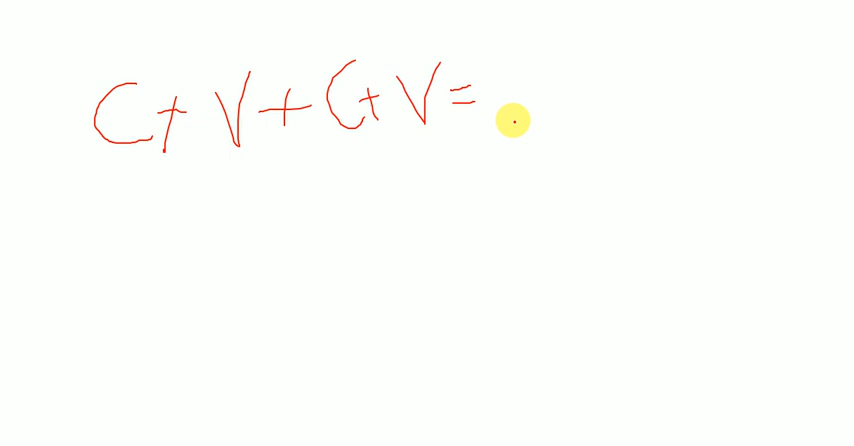 C+ V + C+ V =